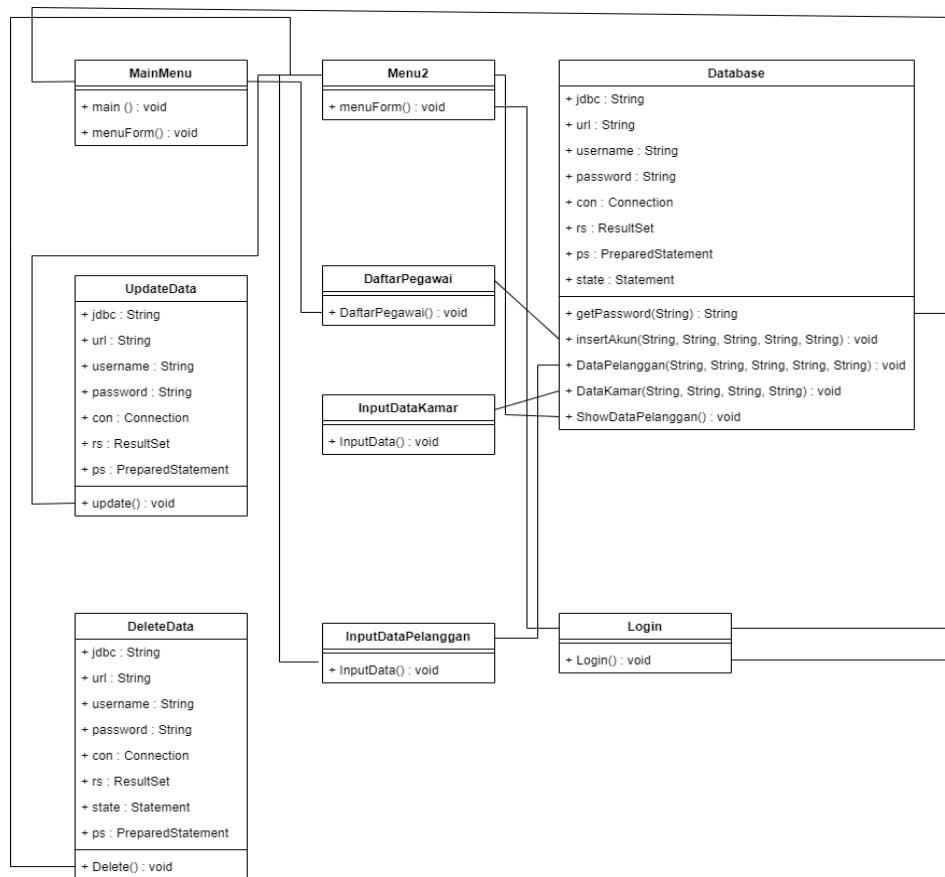 MainMenu
+ main () : void
+ menuForm() : void
Menu2
+ menuForm() : void
Database
+ jdbc : String
+ url : String
+ username : String
+ password : String
+ con : Connection
+ rs : ResultSet
+ ps : PreparedStatement
+ state : Statement
+ getPassword(String) : String
+ insertAkun(String, String, String, String, String) : void
+ DataPelanggan(String, String, String, String, String) : void
+ DataKamar(String, String, String, String) : void
+ ShowDataPelanggan() : void
UpdateData
+ jdbc : String
+ url : String
+ username : String
+ password : String
+ con : Connection
+ rs : ResultSet
+ ps : PreparedStatement
+ update() : void
DaftarPegawai
+ DaftarPegawai() : void
InputDataKamar
+ InputData() : void
DeleteData
+ jdbc : String
+ url : String
+ username : String
+ password : String
+ con : Connection
+ rs : ResultSet
+ state : Statement
+ ps : PreparedStatement
+ Delete() : void
InputDataPelanggan
+ InputData() : void
Login
+ Login() : void